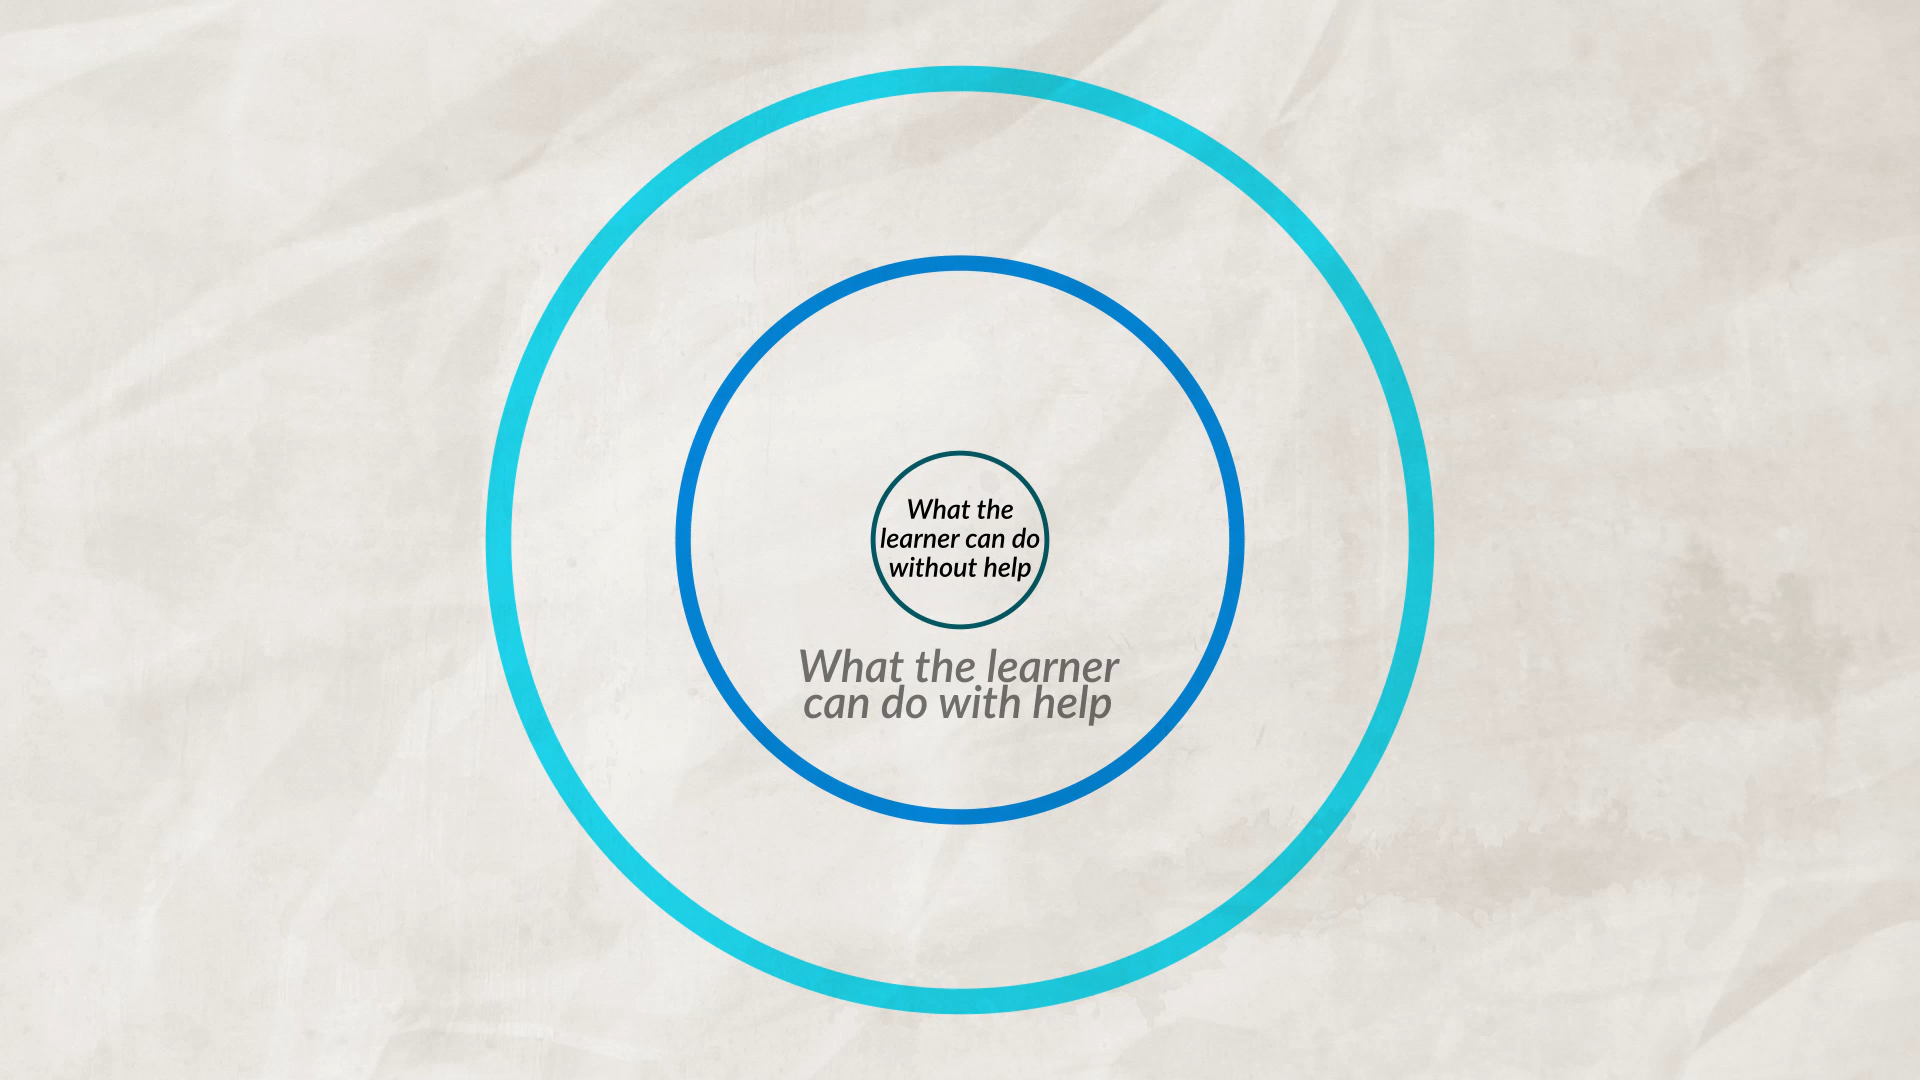 What the
learner can do
without help
What the learner
can do with help